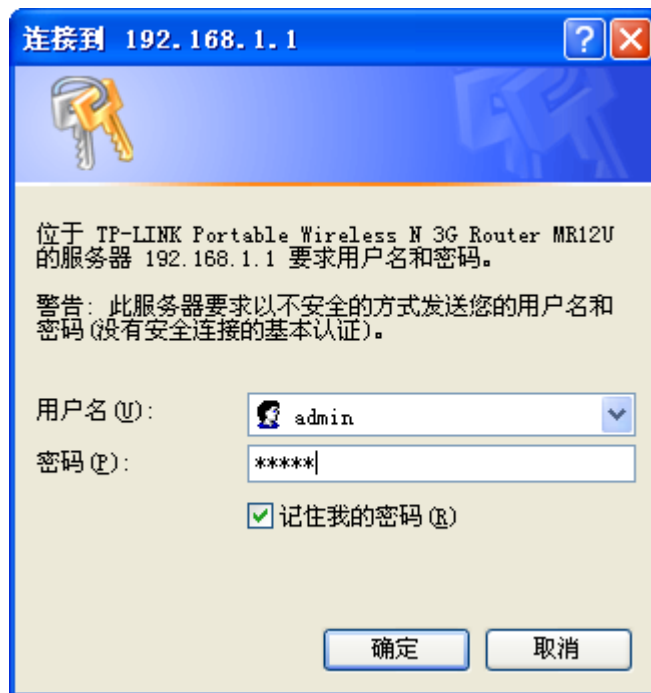 连接到 192.168.1.1
位于 TP-LINK Portable Wireless N 3G Router MR12U
的服务器 192.168.1.1 要求用户名和密码。
警告: 此服务器要求以不安全的方式发送您的用户名和
密码(没有安全连接的基本认证)。
用户名(U):
admin
密码(P):
*****
记住我的密码(R)
确定
取消